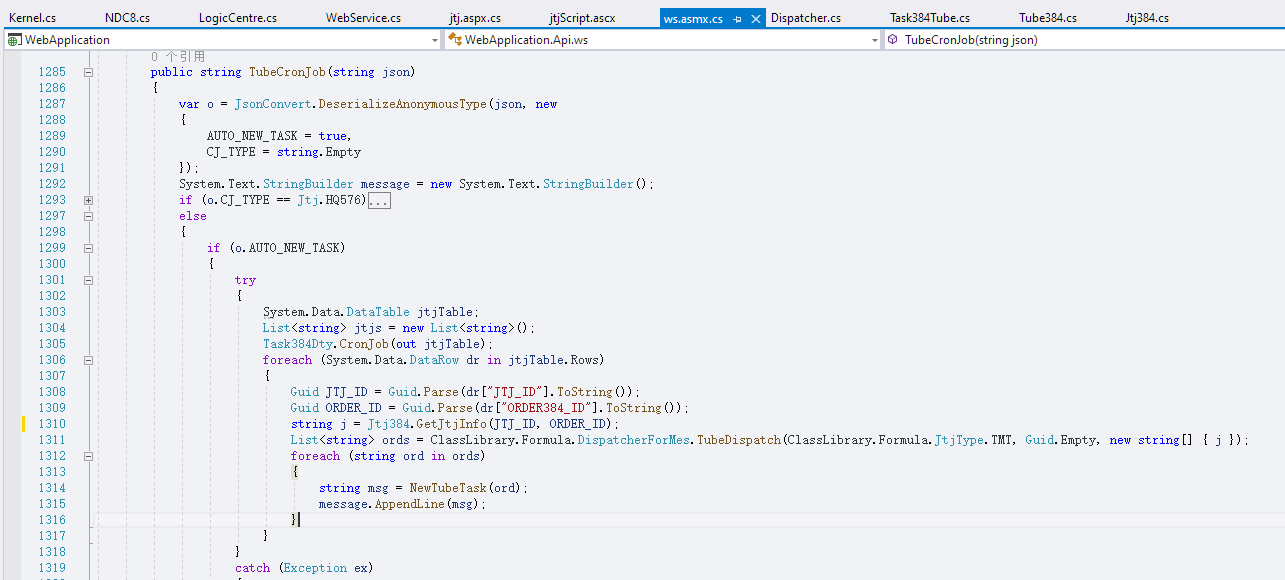 Kernel.cs NDC8.cs LogicCentre.cs WebService.cs jtj.aspx.cs jtjScript.ascx ws.asmx.cs Dispatcher.cs Task384Tube.cs Tube384.cs Jtj384.cs
WebApplication WebApplication.Api.ws TubeCronJob(string json)
0 个引用
1285 public string TubeCronJob(string json)
1286 {
1287 var o = JsonConvert.DeserializeAnonymousType(json, new
1288 {
1289 AUTO_NEW_TASK = true,
1290 CJ_TYPE = string.Empty
1291 });
1292 System.Text.StringBuilder message = new System.Text.StringBuilder();
1293 if (o.CJ_TYPE == Jtj.HQ576)...
1297 else
1298 {
1299 if (o.AUTO_NEW_TASK)
1300 {
1301 try
1302 {
1303 System.Data.DataTable jtjTable;
1304 List<string> jtjs = new List<string>();
1305 Task384Dty.CronJob(out jtjTable);
1306 foreach (System.Data.DataRow dr in jtjTable.Rows)
1307 {
1308 Guid JTJ_ID = Guid.Parse(dr["JTJ_ID"].ToString());
1309 Guid ORDER_ID = Guid.Parse(dr["ORDER384_ID"].ToString());
1310 string j = Jtj384.GetJtjInfo(JTJ_ID, ORDER_ID);
1311 List<string> ords = ClassLibrary.Formula.DispatcherForMes.TubeDispatch(ClassLibrary.Formula.JtjType.TMT, Guid.Empty, new string[] { j });
1312 foreach (string ord in ords)
1313 {
1314 string msg = NewTubeTask(ord);
1315 message.AppendLine(msg);
1316 }
1317 }
1318 }
1319 catch (Exception ex)